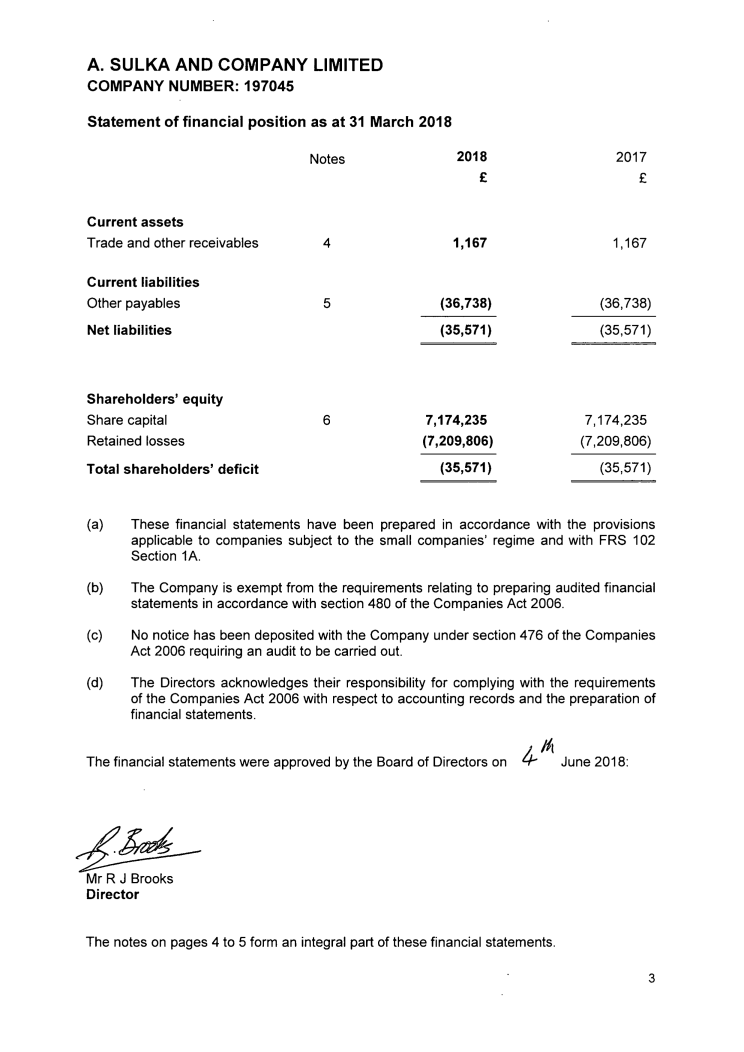 A. SULKA AND COMPANY LIMITED
COMPANY NUMBER: 197045
Statement of financial position as at 31 March 2018
Notes 2018 2017
£ £
Current assets
Trade and other receivables 4 1,167 1,167
Current liabilities
Other payables 5 (36,738) (36,738)
Net liabilities (35,571) (35,571)
Shareholders' equity
Share capital 6 7,174,235 7,174,235
Retained losses (7,209,806) (7,209,806)
Total shareholders' deficit (35,571) (35,571)
(a) These financial statements have been prepared in accordance with the provisions
applicable to companies subject to the small companies' regime and with FRS 102
Section 1A.
(b) The Company is exempt from the requirements relating to preparing audited financial
statements in accordance with section 480 of the Companies Act 2006.
(c) No notice has been deposited with the Company under section 476 of the Companies
Act 2006 requiring an audit to be carried out.
(d) The Directors acknowledges their responsibility for complying with the requirements
of the Companies Act 2006 with respect to accounting records and the preparation of
financial statements.
The financial statements were approved by the Board of Directors on 4th June 2018:
R. Brooks
Mr R J Brooks
Director
The notes on pages 4 to 5 form an integral part of these financial statements.
3